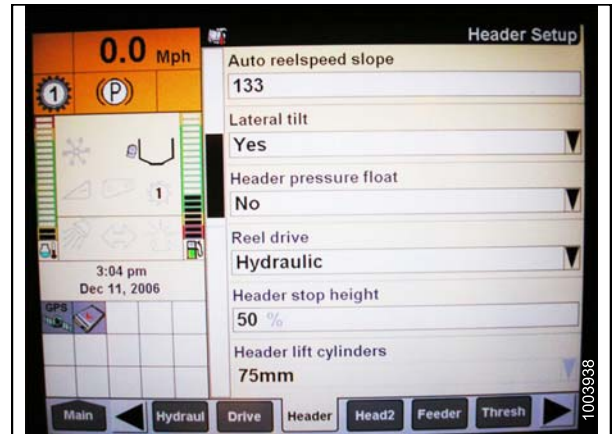 Header Setup
0.0 Mph
1
(P)
Auto reelspeed slope
133
Lateral tilt
Yes
Header pressure float
No
1
Reel drive
Hydraulic
3:04 pm
Dec 11, 2006
Header stop height
50 %
GPS
Header lift cylinders
75mm
Main
Hydraul
Drive
Header
Head2
Feeder
Thresh
1003938